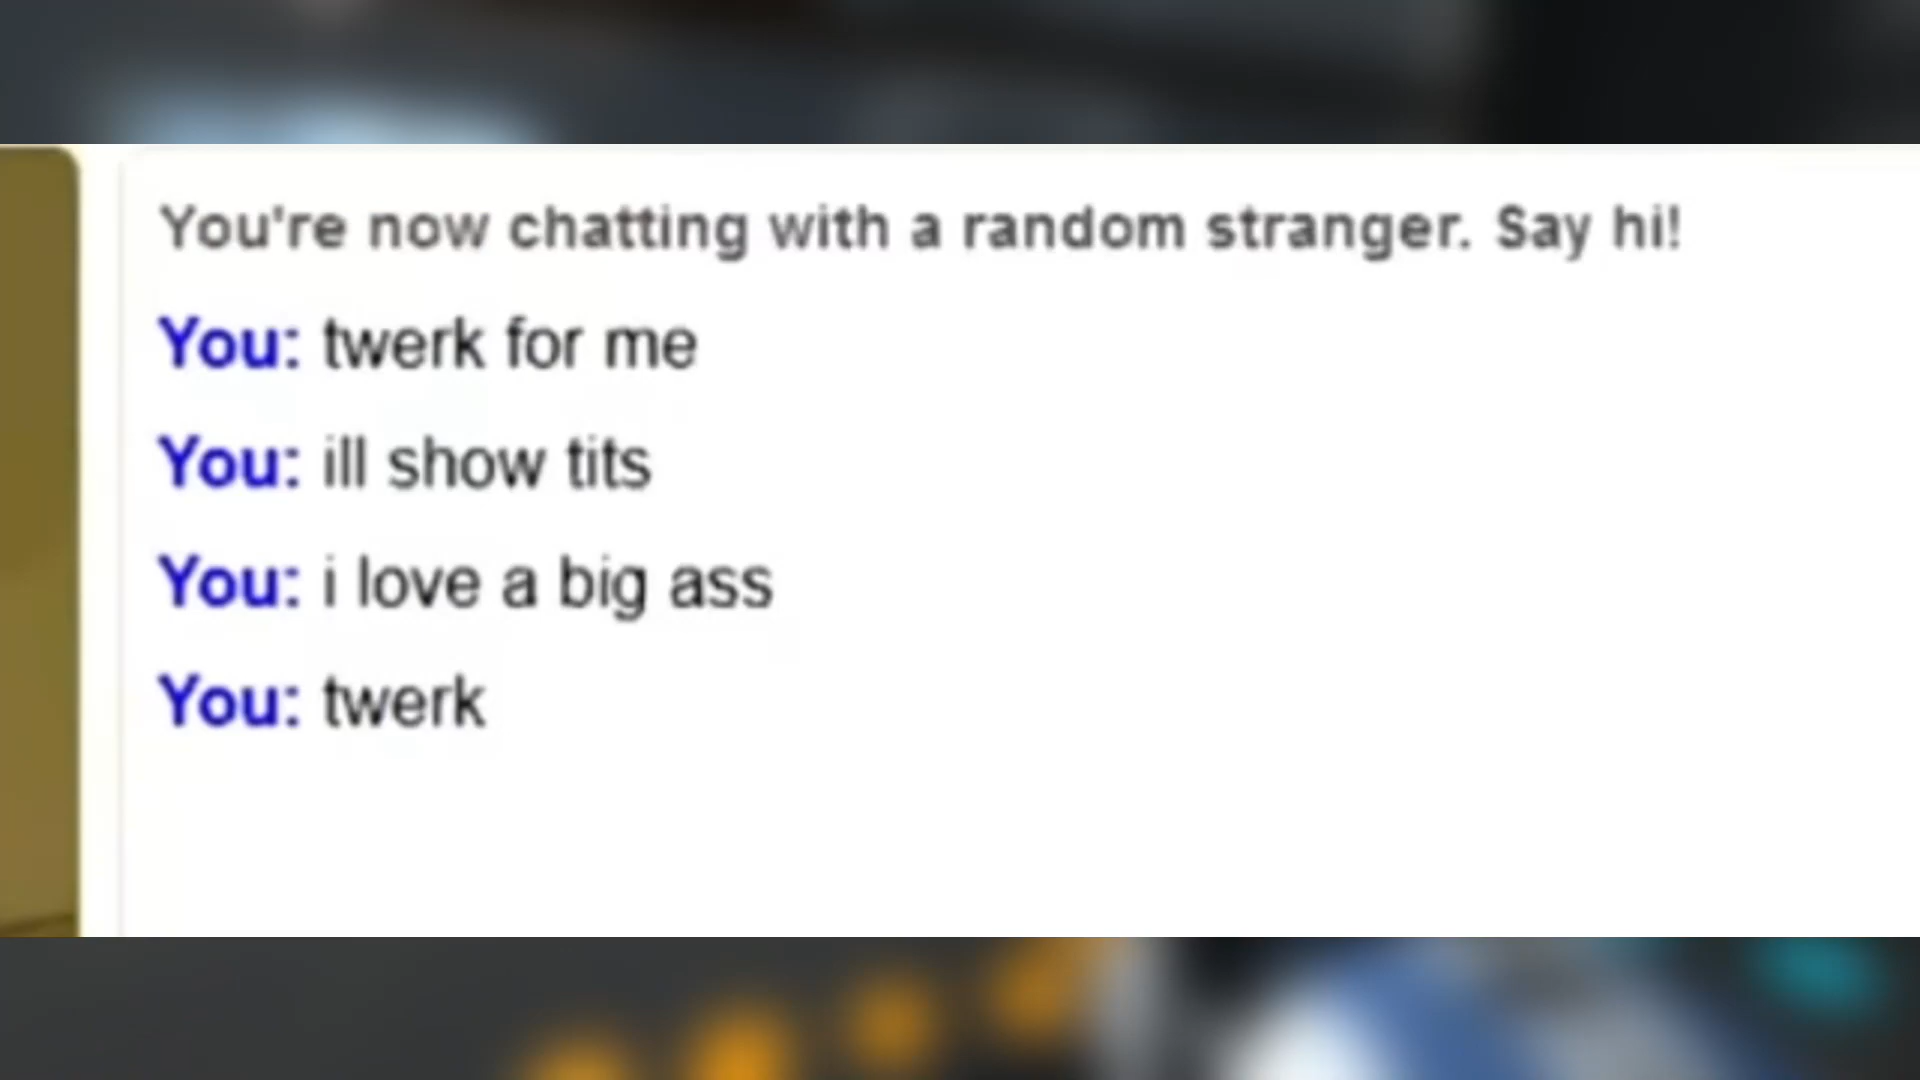 You're now chatting with a random stranger. Say hi!
You: twerk for me
You: ill show tits
You: i love a big ass
You: twerk